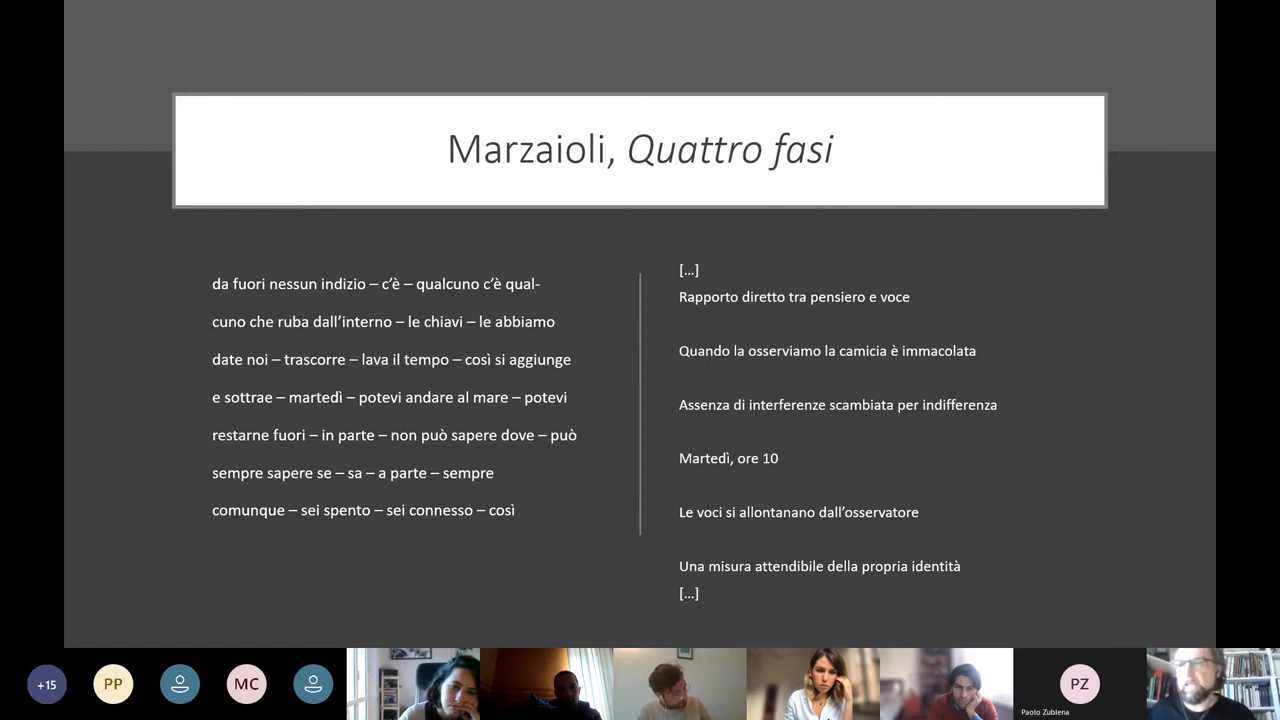 Marzaioli, Quattro fasi
da fuori nessun indizio – c'è – qualcuno c'è qual-
cuno che ruba dall'interno – le chiavi – le abbiamo
date noi – trascorre – lava il tempo – così si aggiunge
e sottrae – martedì – potevi andare al mare – potevi
restarne fuori – in parte – non può sapere dove – può
sempre sapere se – sa – a parte – sempre
comunque – sei spento – sei connesso – così
[…]
Rapporto diretto tra pensiero e voce
Quando la osserviamo la camicia è immacolata
Assenza di interferenze scambiata per indifferenza
Martedì, ore 10
Le voci si allontanano dall'osservatore
Una misura attendibile della propria identità
[…]
+15
PP
MC
PZ
Paolo Zublena